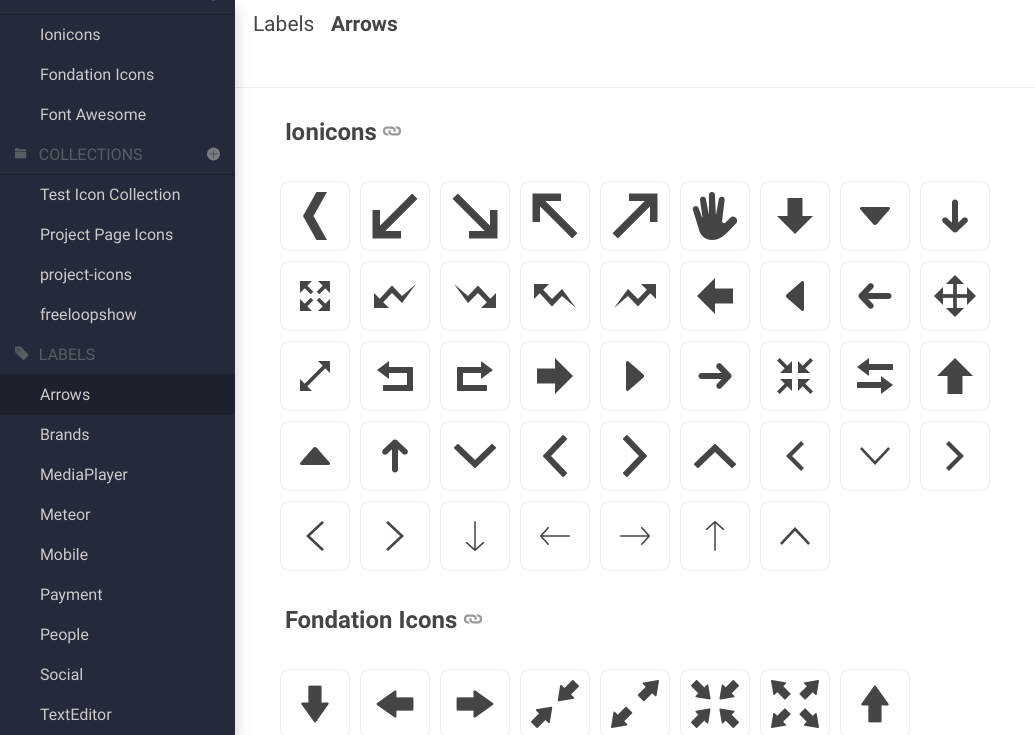 Ionicons
Fondation Icons
Font Awesome
COLLECTIONS
Test Icon Collection
Project Page Icons
project-icons
freeloopshow
LABELS
Arrows
Brands
MediaPlayer
Meteor
Mobile
Payment
People
Social
TextEditor
Labels Arrows
Ionicons
Fondation Icons